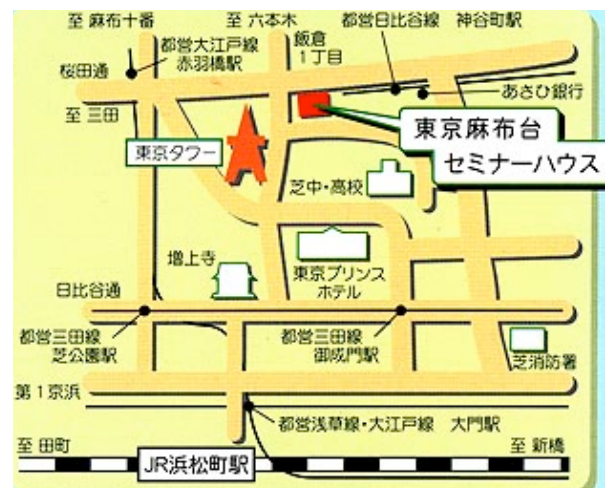 至 麻布十番
至 六本木
都営日比谷線 神谷町駅
都営大江戸線
赤羽橋駅
飯倉
1丁目
桜田通
あさひ銀行
至 三田
東京麻布台
セミナーハウス
東京タワー
芝中・高校
増上寺
東京プリンス
ホテル
日比谷通
都営三田線
芝公園駅
都営三田線
御成門駅
芝消防署
第1京浜
都営浅草線・大江戸線 大門駅
至 田町
至 新橋
JR浜松町駅